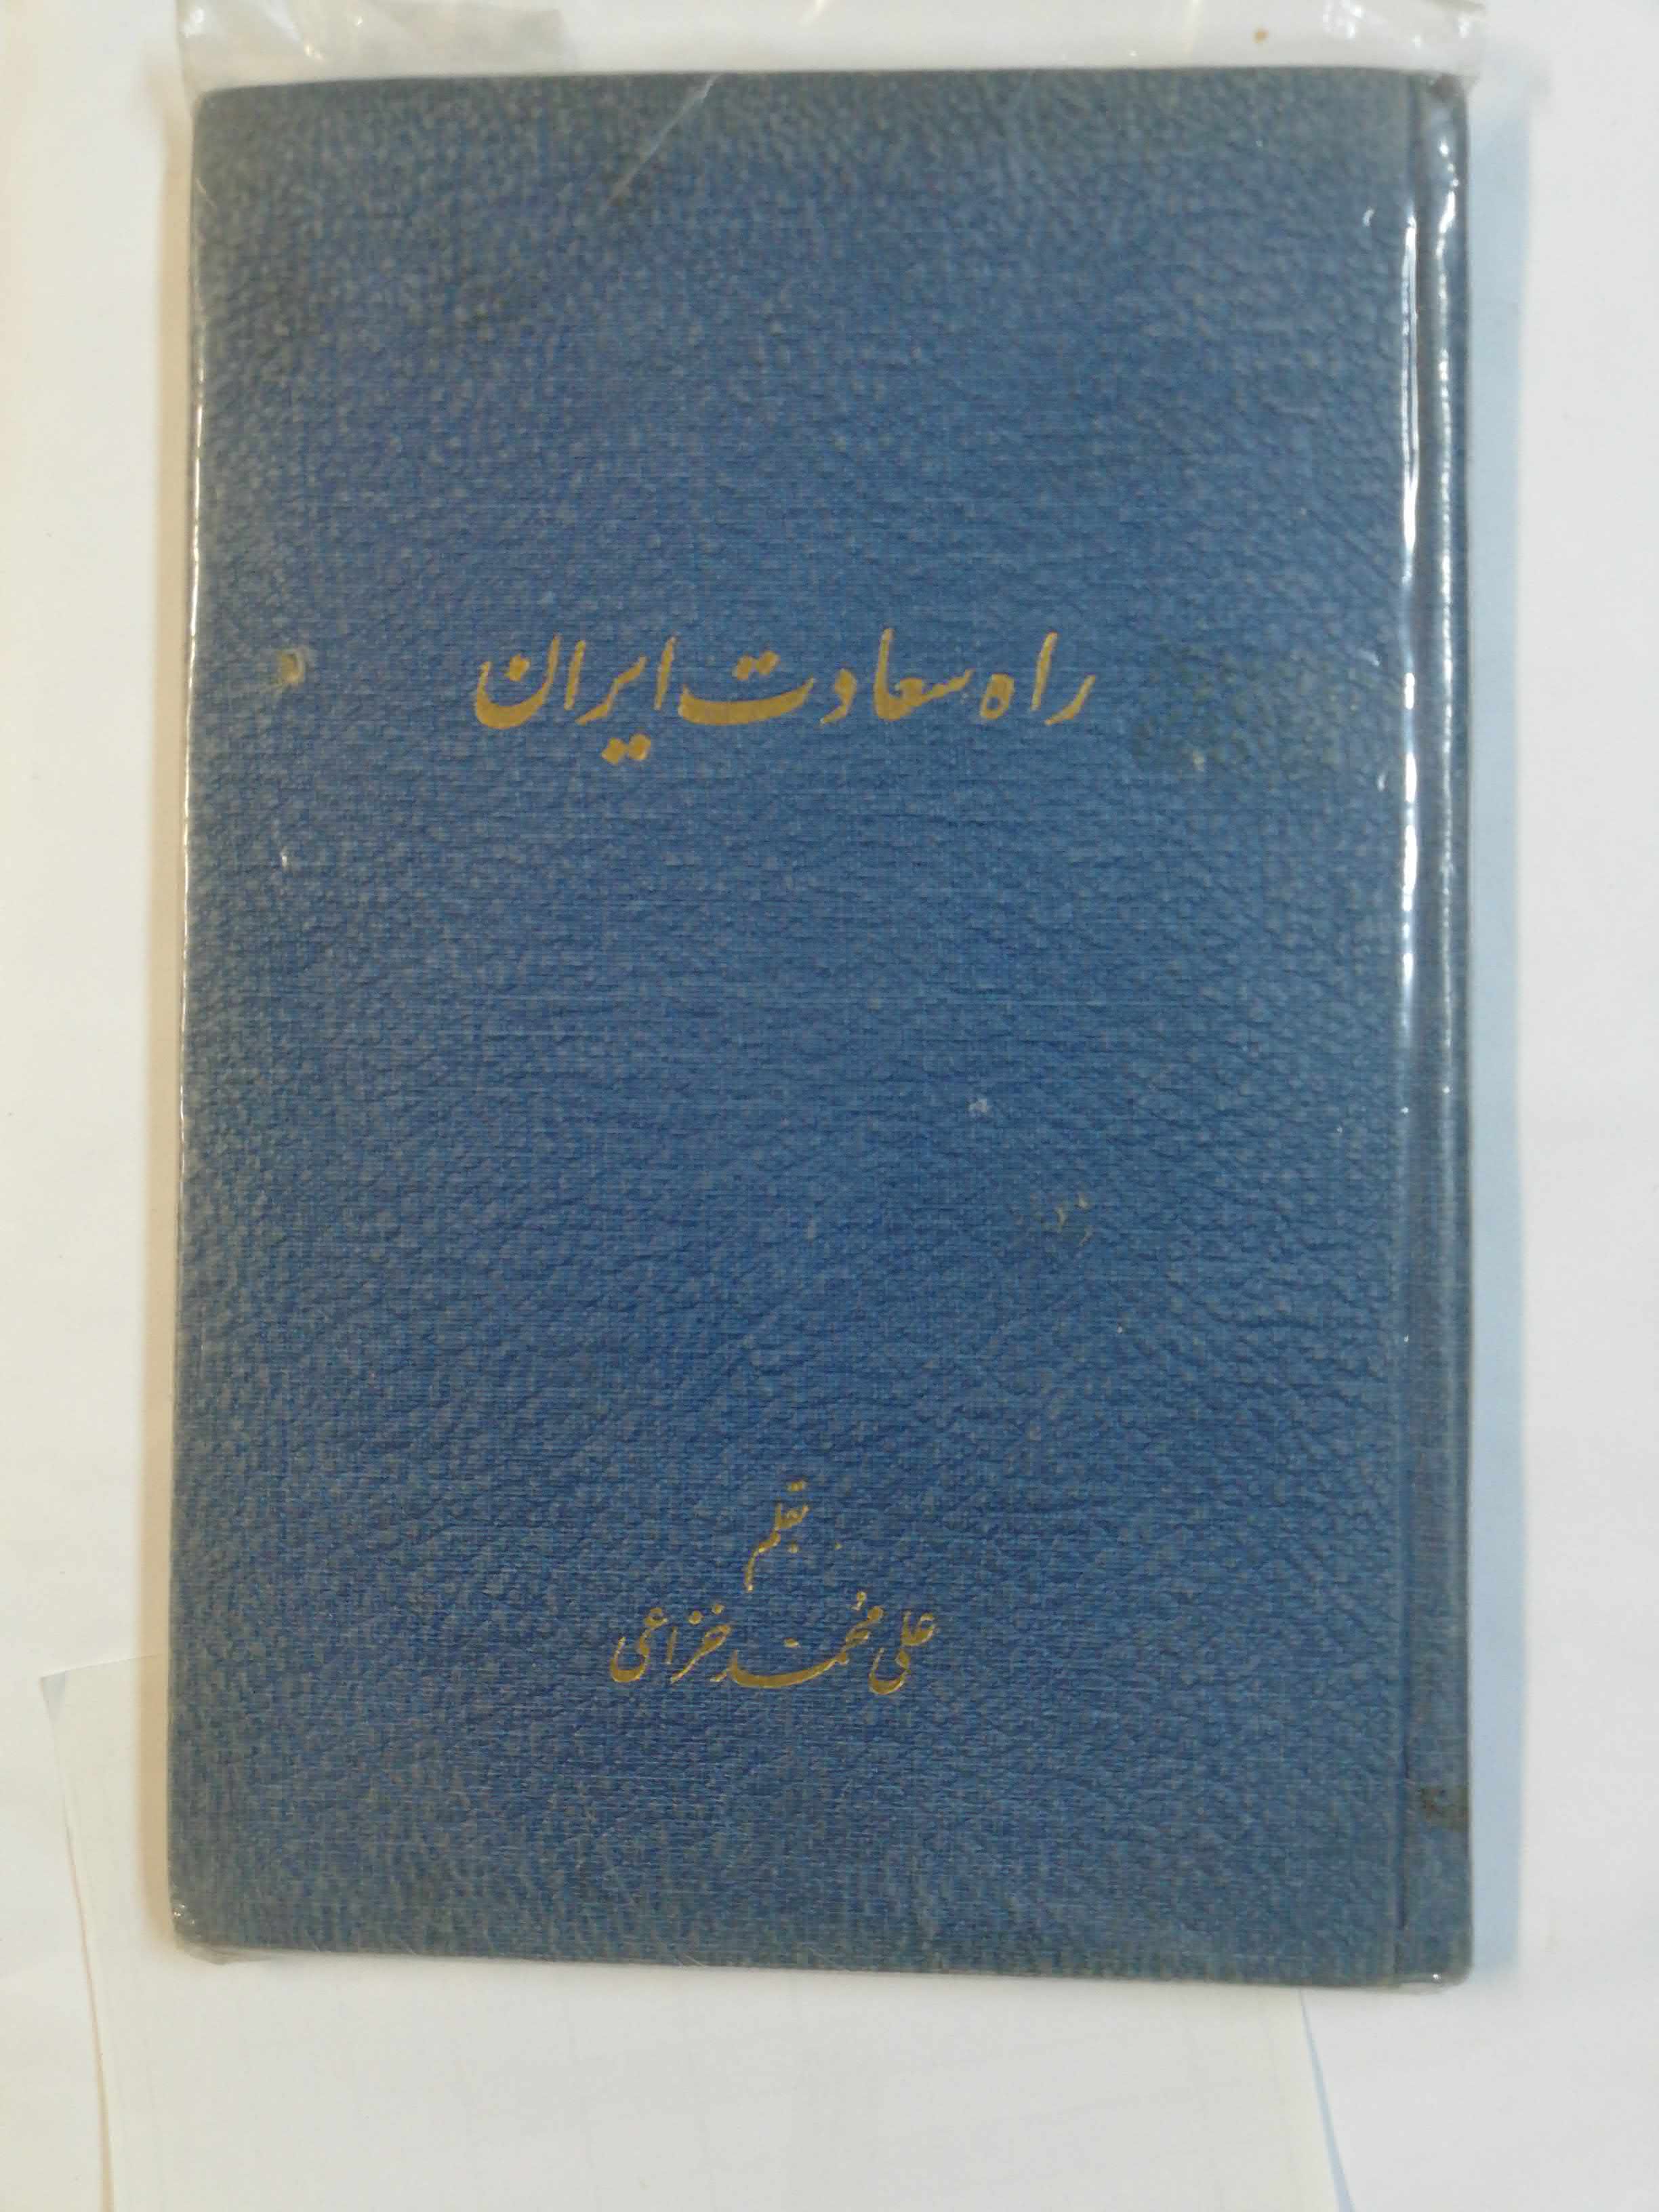 راه سعادت ایران
بقلم
علی محمد خزاعی